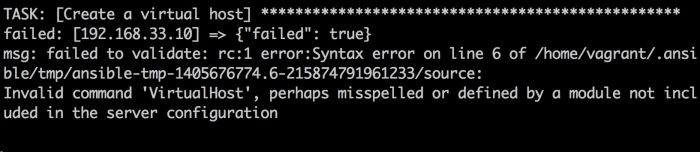 TASK: [Create a virtual host] *************************************************
failed: [192.168.33.10] => {"failed": true}
msg: failed to validate: rc:1 error:Syntax error on line 6 of /home/vagrant/.ansi
ble/tmp/ansible-tmp-1405676774.6-215874791961233/source:
Invalid command 'VirtualHost', perhaps misspelled or defined by a module not incl
uded in the server configuration